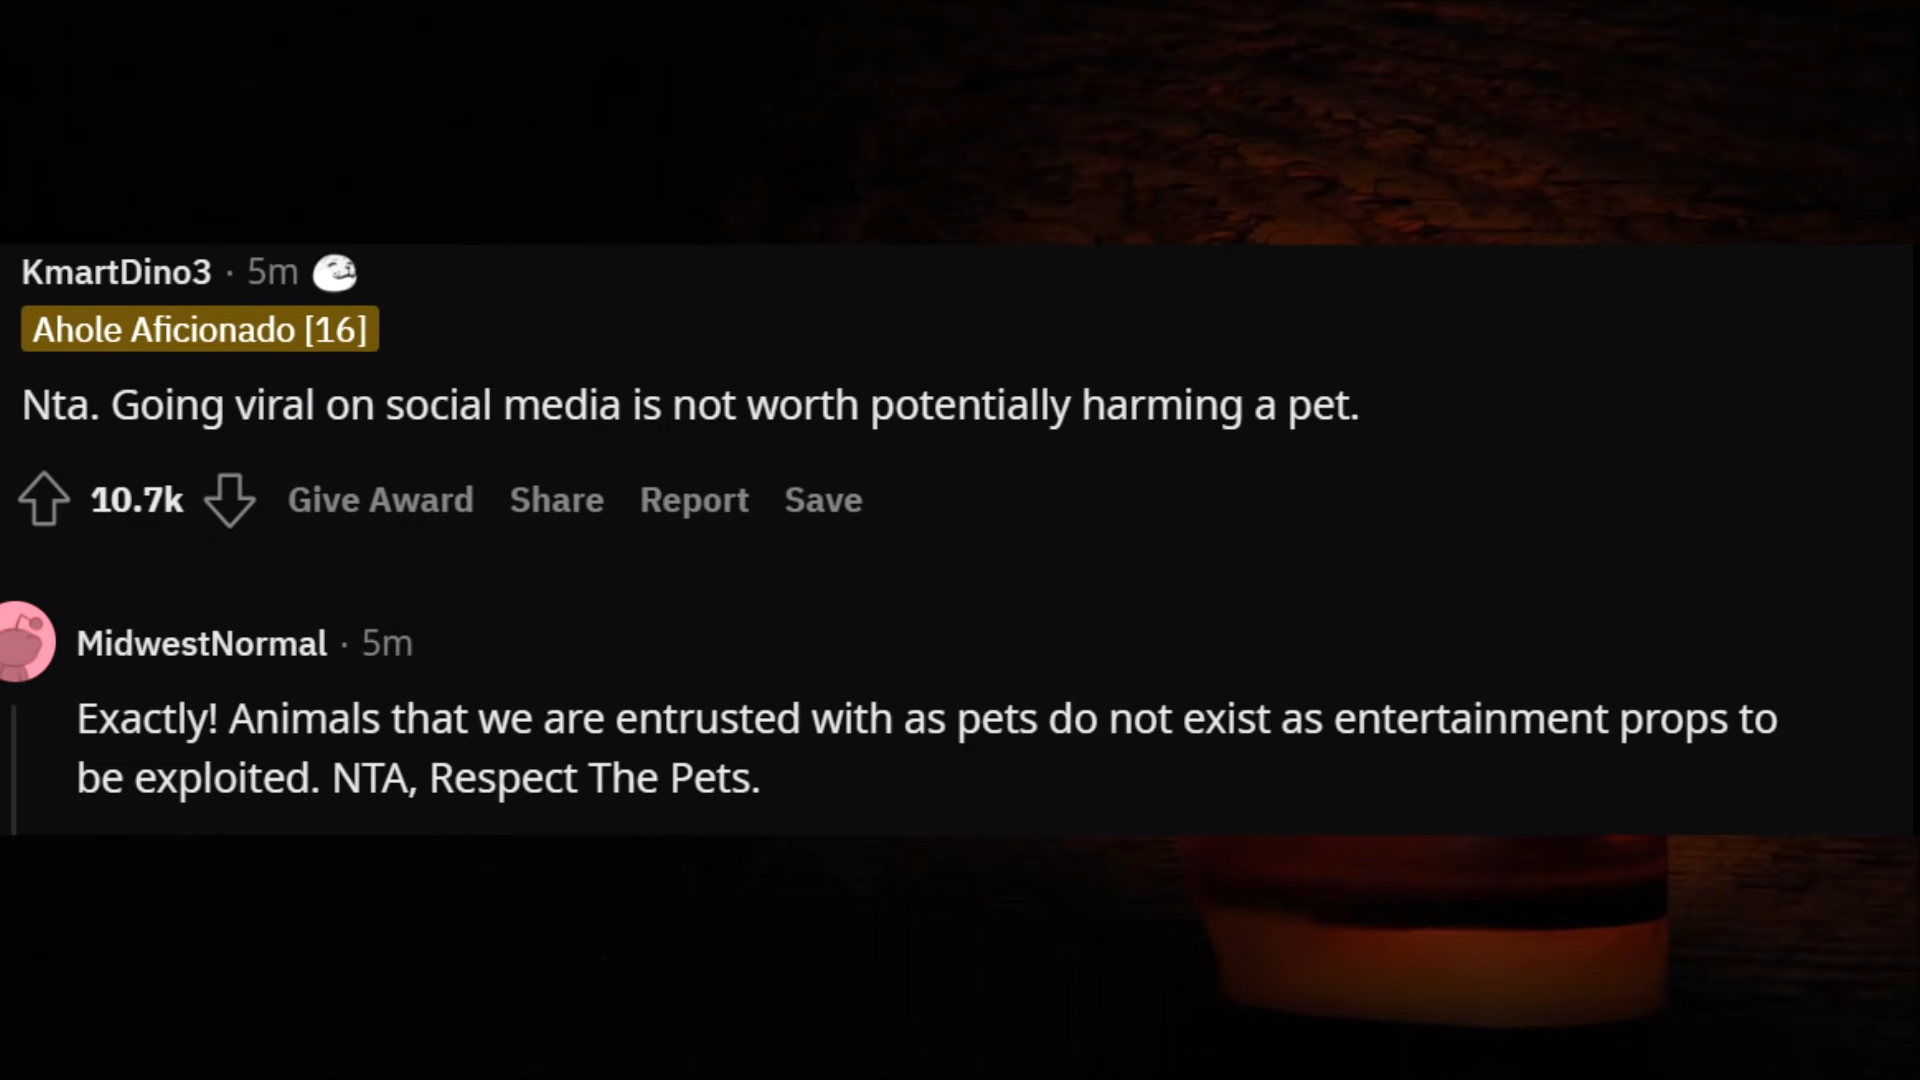 KmartDino3 · 5m
Ahole Aficionado [16]
Nta. Going viral on social media is not worth potentially harming a pet.
10.7k Give Award Share Report Save
MidwestNormal · 5m
Exactly! Animals that we are entrusted with as pets do not exist as entertainment props to
be exploited. NTA, Respect The Pets.